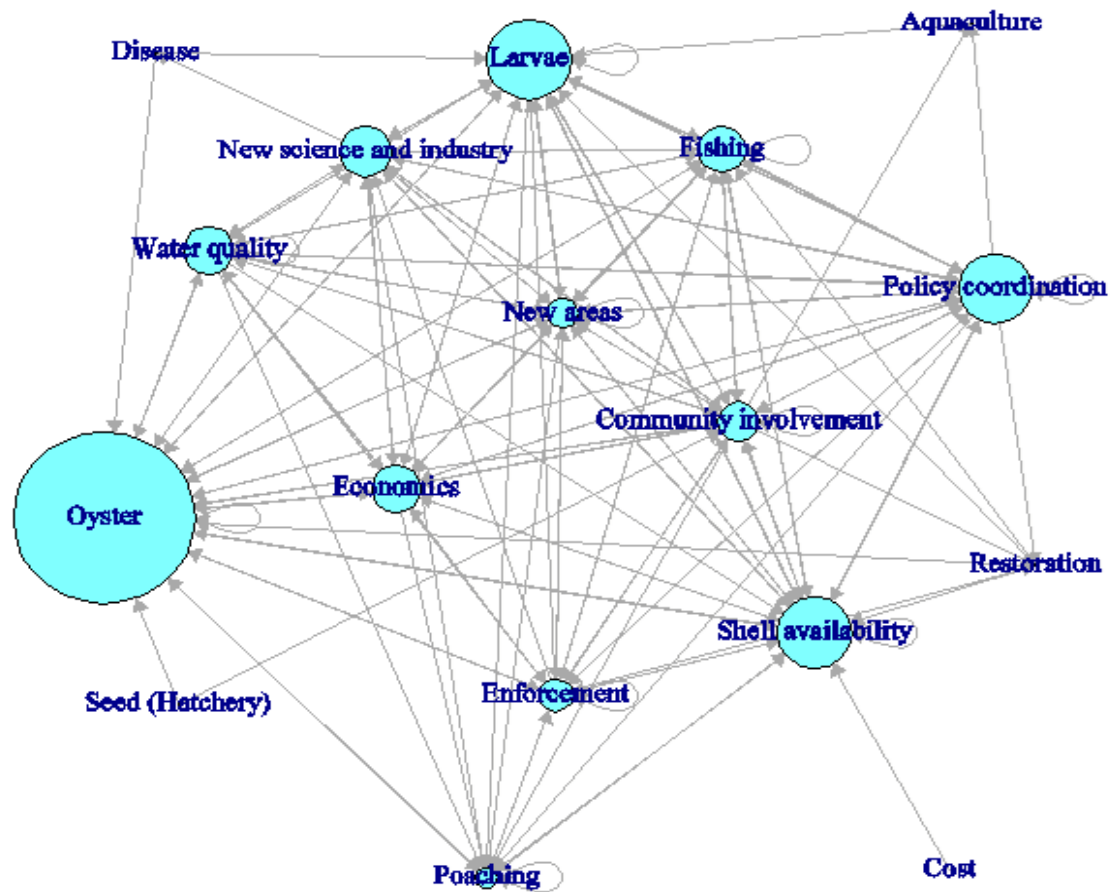 Aquaculture
Disease
Larvae
New science and industry
Fishing
Water quality
Policy coordination
New areas
Community involvement
Economics
Oyster
Restoration
Shell availability
Seed (Hatchery)
Enforcement
Poaching
Cost